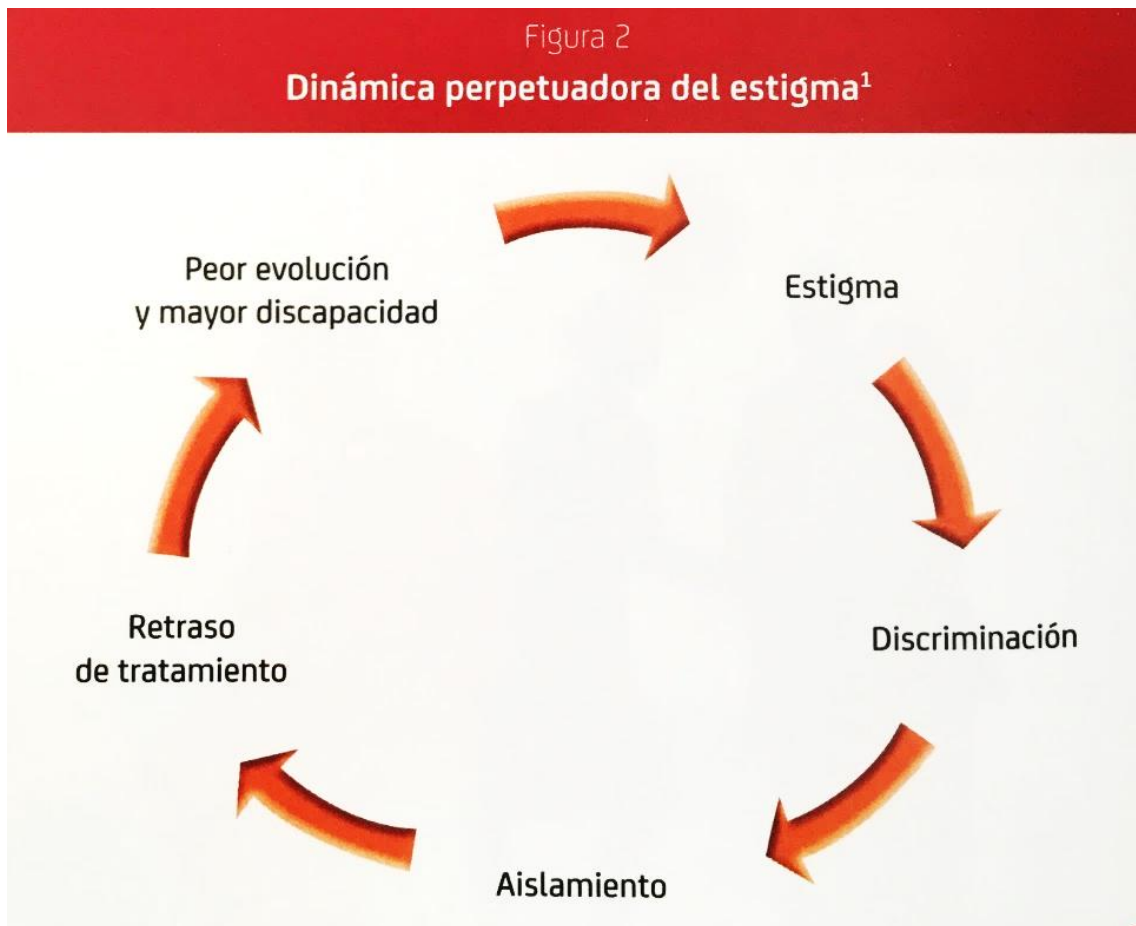 Figura 2
Dinámica perpetuadora del estigma¹
Peor evolución
y mayor discapacidad
Estigma
Discriminación
Aislamiento
Retraso
de tratamiento